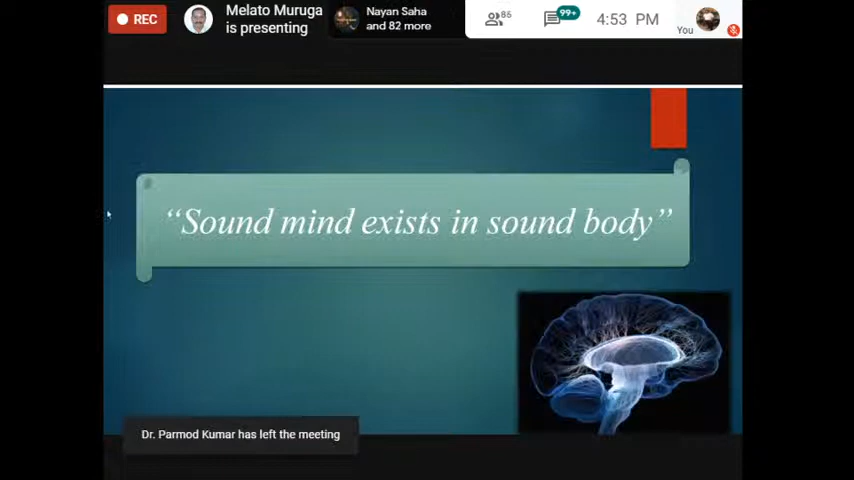 REC
Melato Muruga
is presenting
Nayan Saha
and 82 more
86
99+
4:53 PM
You
“Sound mind exists in sound body”
Dr. Parmod Kumar has left the meeting